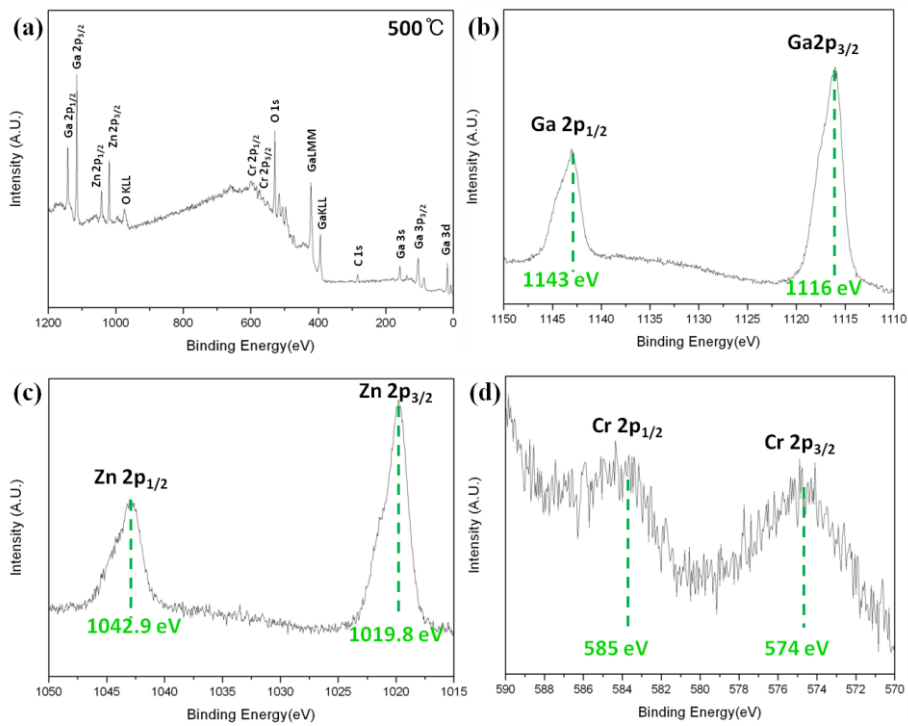 (a)
500℃
Ga 2p1/2
Ga 2p3/2
Zn 2p1/2
Zn 2p3/2
O KLL
Cr 2p1/2
Cr 2p3/2
O 1s
GaLMM
GaKLL
C 1s
Ga 3s
Ga 3p3/2
Ga 3d
Intensity (A.U.)
1200 1000 800 600 400 200 0
Binding Energy(eV)
(b)
Ga 2p1/2
Ga2p3/2
1143 eV
1116 eV
Intensity (A.U.)
1150 1145 1140 1135 1130 1125 1120 1115 1110
Binding Energy(eV)
(c)
Zn 2p1/2
Zn 2p3/2
1042.9 eV
1019.8 eV
Intensity (A.U.)
1050 1045 1040 1035 1030 1025 1020 1015
Binding Energy(eV)
(d)
Cr 2p1/2
Cr 2p3/2
585 eV
574 eV
Intensity (A.U.)
590 588 586 584 582 580 578 576 574 572 570
Binding Energy(eV)